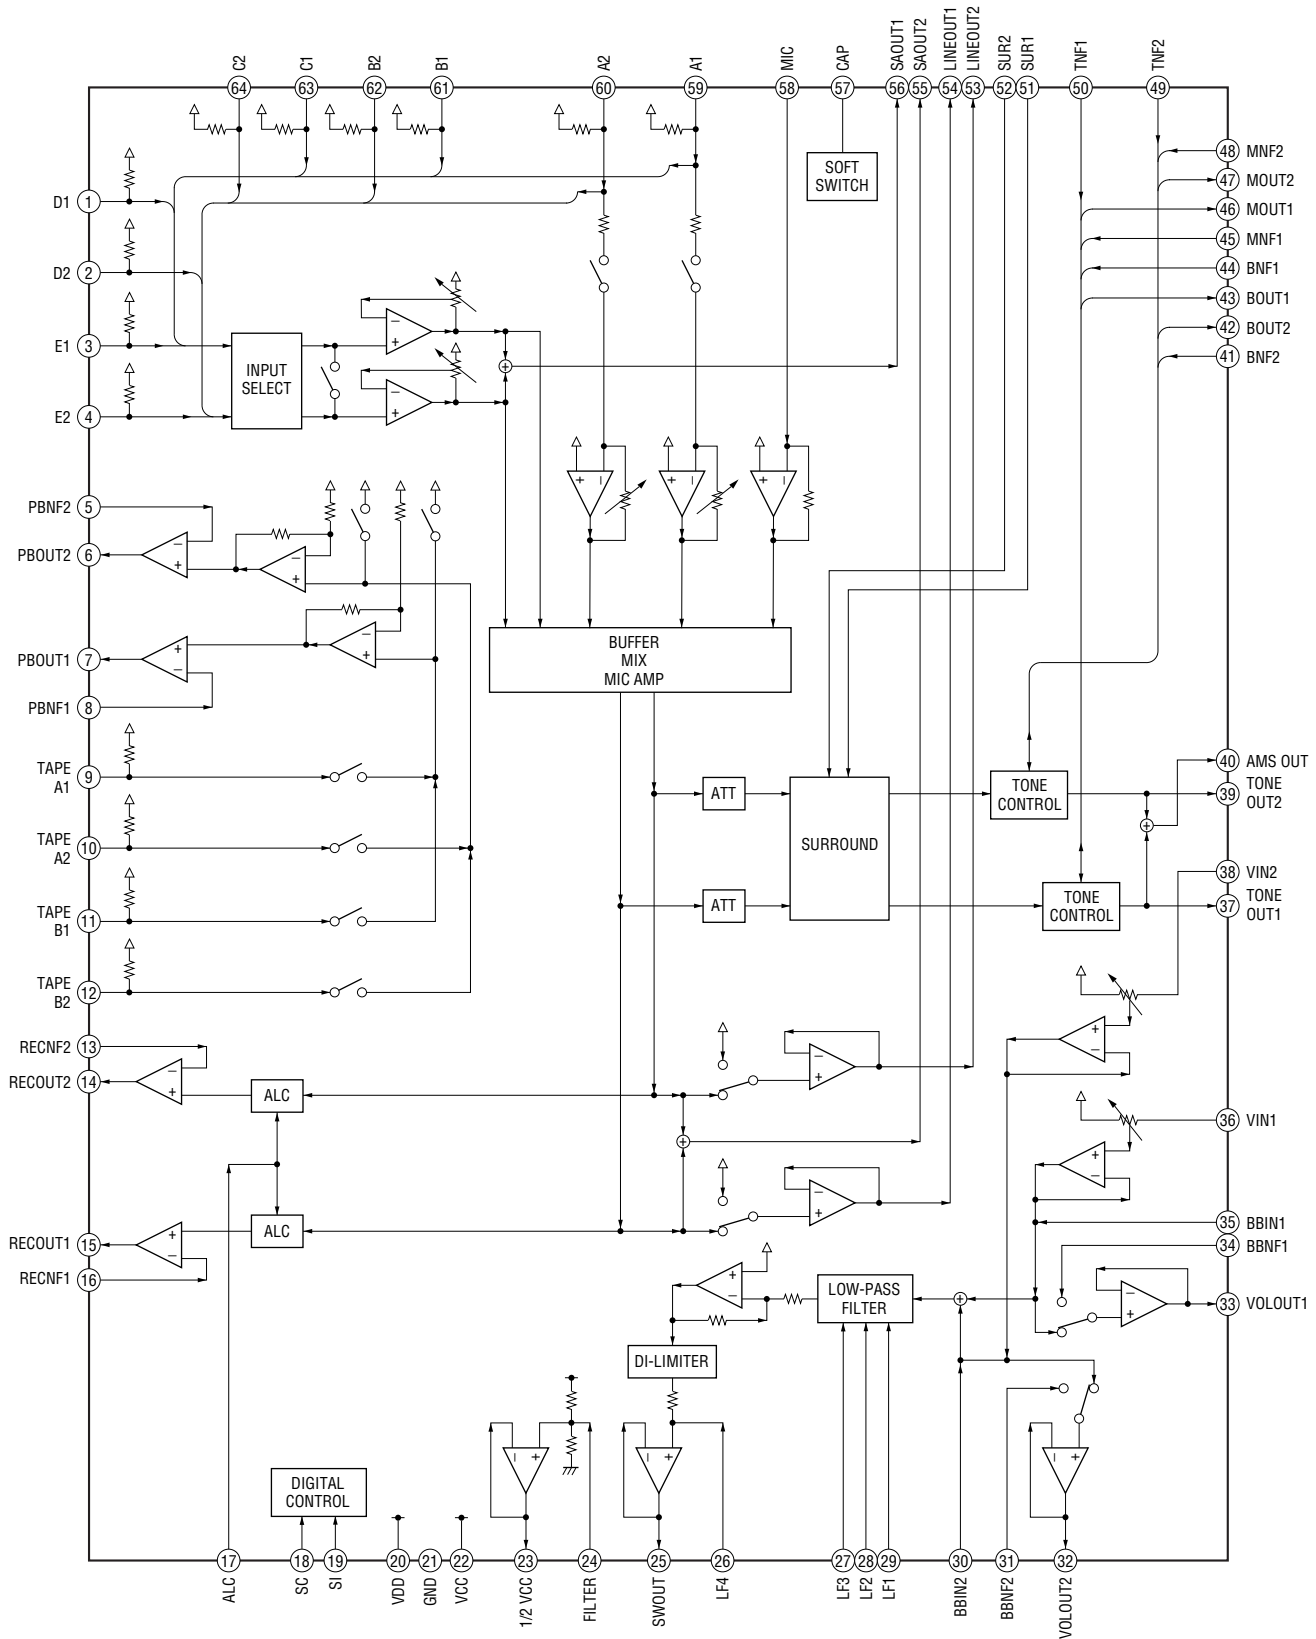 C2
C1
B2
B1
A2
A1
MIC
CAP
SAOUT1
SAOUT2
LINEOUT1
LINEOUT2
SUR2
SUR1
TNF1
TNF2
64
63
62
61
60
59
58
57
56
55
54
53
52
51
50
49
48 MNF2
47 MOUT2
46 MOUT1
45 MNF1
44 BNF1
43 BOUT1
42 BOUT2
41 BNF2
SOFT
SWITCH
D1 1
D2 2
E1 3
E2 4
INPUT
SELECT
−
+
−
+
+
+ −
+ −
+ −
PBNF2 5
PBOUT2 6
−
+
−
+
PBOUT1 7
+
−
−
+
PBNF1 8
BUFFER
MIX
MIC AMP
TAPE
A1
9
TAPE
A2
10
TAPE
B1
11
TAPE
B2
12
ATT
ATT
SURROUND
TONE
CONTROL
TONE
CONTROL
+
40 AMS OUT
39 TONE
OUT2
38 VIN2
37 TONE
OUT1
RECNF2 13
RECOUT2 14
−
+
ALC
−
+
+
−
+
ALC
RECOUT1 15
RECNF1 16
+
−
+
−
36 VIN1
+
−
35 BBIN1
34 BBNF1
33 VOLOUT1
−
+
+
LOW-PASS
FILTER
+
−
DI-LIMITER
− +
− +
− +
DIGITAL
CONTROL
17
18
19
20
21
22
23
24
25
26
27
28
29
30
31
32
ALC
SC
SI
VDD
GND
VCC
1/2 VCC
FILTER
SWOUT
LF4
LF3
LF2
LF1
BBIN2
BBNF2
VOLOUT2